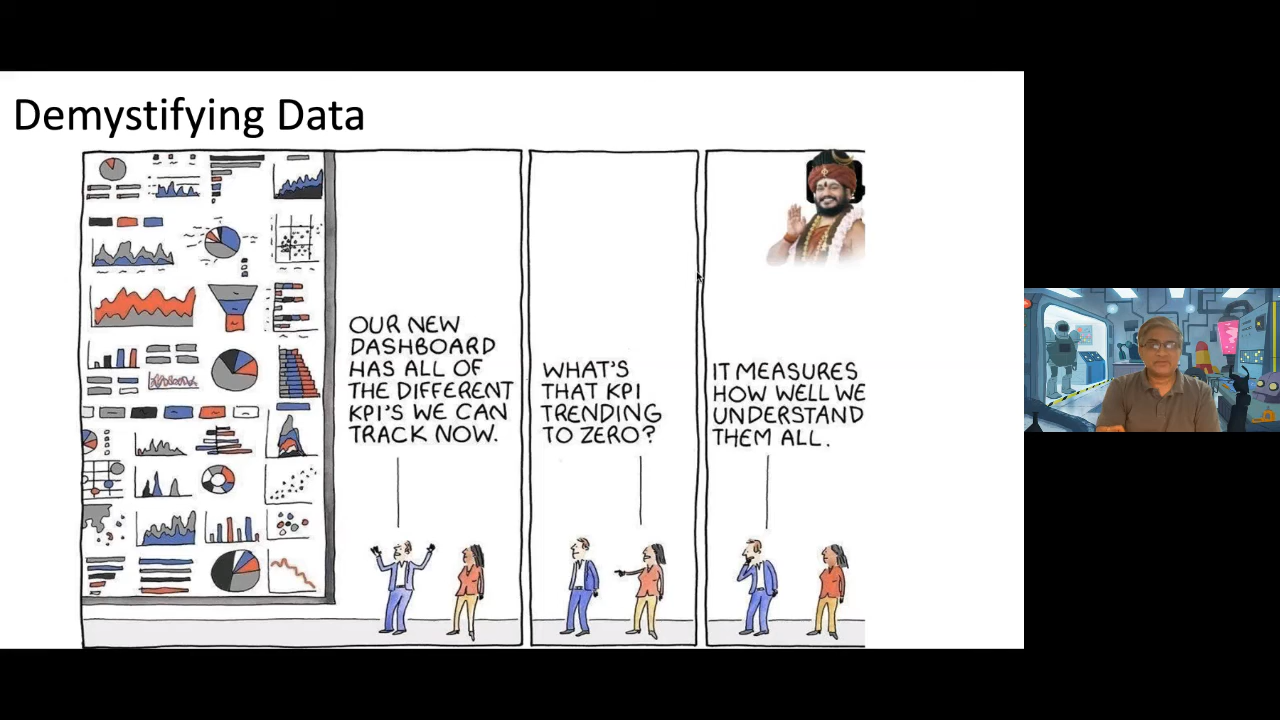 Demystifying Data
OUR NEW
DASHBOARD
HAS ALL OF
THE DIFFERENT
KPI'S WE CAN
TRACK NOW.
WHAT'S
THAT KPI
TRENDING
TO ZERO?
IT MEASURES
HOW WELL WE
UNDERSTAND
THEM ALL.